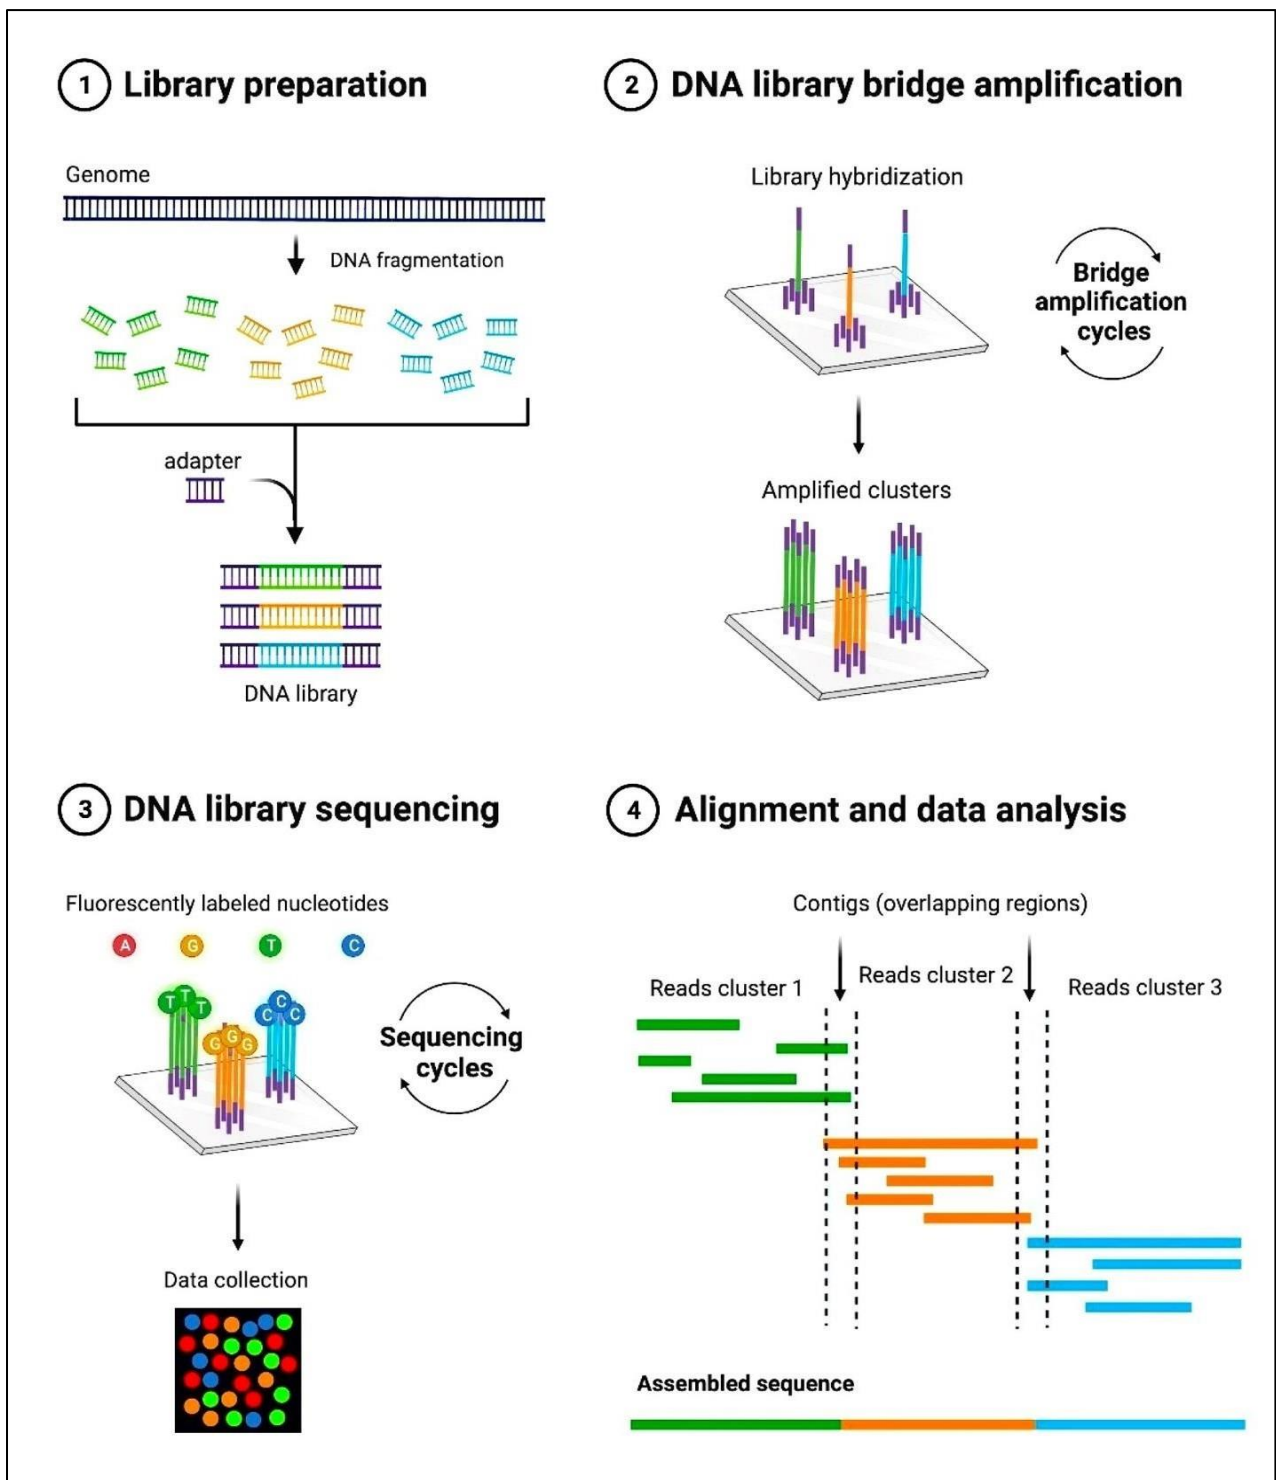 1 Library preparation
Genome
DNA fragmentation
adapter
DNA library
2 DNA library bridge amplification
Library hybridization
Bridge
amplification
cycles
Amplified clusters
3 DNA library sequencing
Fluorescently labeled nucleotides
A G T C
T T T
G G G
C C C
Sequencing
cycles
Data collection
4 Alignment and data analysis
Contigs (overlapping regions)
Reads cluster 1
Reads cluster 2
Reads cluster 3
Assembled sequence